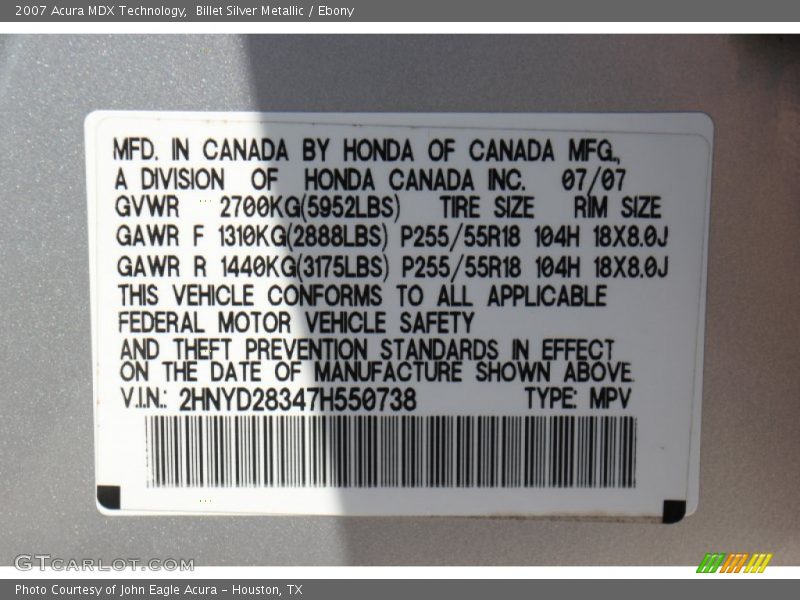 2007 Acura MDX Technology,  Billet Silver Metallic / Ebony
MFD. IN CANADA BY HONDA OF CANADA MFG.,
A DIVISION OF HONDA CANADA INC. 07/07
GVWR 2700KG(5952LBS) TIRE SIZE RIM SIZE
GAWR F 1310KG(2888LBS) P255/55R18 104H 18X8.0J
GAWR R 1440KG(3175LBS) P255/55R18 104H 18X8.0J
THIS VEHICLE CONFORMS TO ALL APPLICABLE
FEDERAL MOTOR VEHICLE SAFETY
AND THEFT PREVENTION STANDARDS IN EFFECT
ON THE DATE OF MANUFACTURE SHOWN ABOVE.
V.I.N.: 2HNYD28347H550738 TYPE: MPV
GTCARLOT.COM
Photo Courtesy of John Eagle Acura - Houston, TX